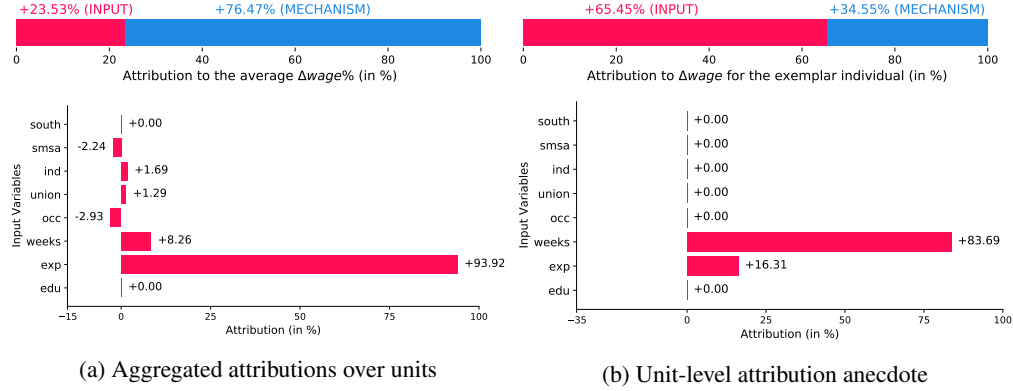 +23.53% (INPUT) +76.47% (MECHANISM)
0 20 40 60 80 100
Attribution to the average Δwage% (in %)
Input Variables
south +0.00
smsa -2.24
ind +1.69
union +1.29
occ -2.93
weeks +8.26
exp +93.92
edu +0.00
−15 0 25 50 75 100
Attribution (in %)
(a) Aggregated attributions over units
+65.45% (INPUT) +34.55% (MECHANISM)
0 20 40 60 80 100
Attribution to Δwage for the exemplar individual (in %)
Input Variables
south +0.00
smsa +0.00
ind +0.00
union +0.00
occ +0.00
weeks +83.69
exp +16.31
edu +0.00
−35 0 25 50 75 100
Attribution (in %)
(b) Unit-level attribution anecdote